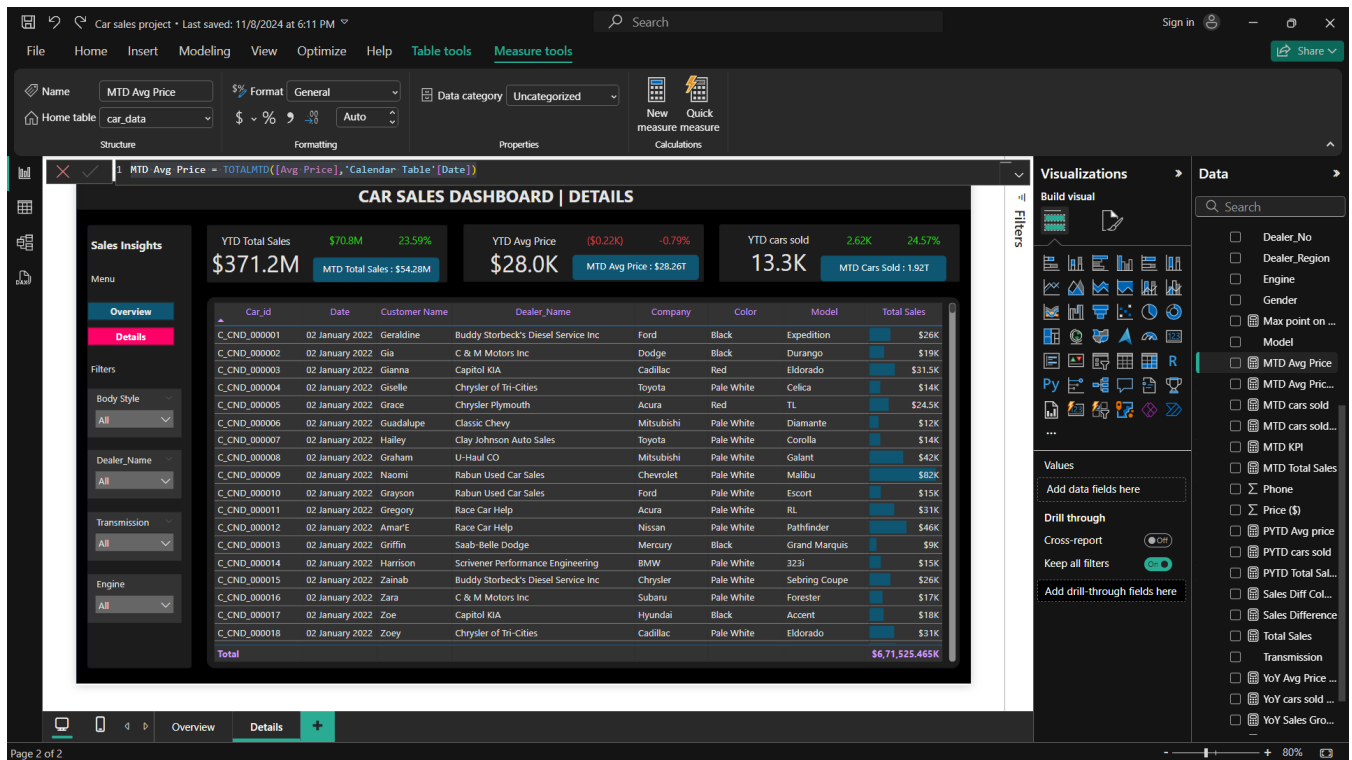 Car sales project • Last saved: 11/8/2024 at 6:11 PM
Search
Sign in
File Home Insert Modeling View Optimize Help Table tools Measure tools
Share
Name MTD Avg Price
Home table car_data
Structure
$% Format General
$ % 9 .00 Auto
Formatting
Data category Uncategorized
Properties
New measure
Quick measure
Calculations
1 MTD Avg Price = TOTALMTD([Avg Price],'Calendar Table'[Date])
CAR SALES DASHBOARD | DETAILS
Sales Insights
Menu
Overview
Details
Filters
Body Style
All
Dealer_Name
All
Transmission
All
Engine
All
YTD Total Sales $70.8M 23.59%
$371.2M MTD Total Sales : $54.28M
YTD Avg Price ($0.22K) -0.79%
$28.0K MTD Avg Price : $28.26T
YTD cars sold 2.62K 24.57%
13.3K MTD Cars Sold : 1.92T
Car_id Date Customer Name Dealer_Name Company Color Model Total Sales
C_CND_000001 02 January 2022 Geraldine Buddy Storbeck's Diesel Service Inc Ford Black Expedition $26K
C_CND_000002 02 January 2022 Gia C & M Motors Inc Dodge Black Durango $19K
C_CND_000003 02 January 2022 Gianna Capitol KIA Cadillac Red Eldorado $31.5K
C_CND_000004 02 January 2022 Giselle Chrysler of Tri-Cities Toyota Pale White Celica $14K
C_CND_000005 02 January 2022 Grace Chrysler Plymouth Acura Red TL $24.5K
C_CND_000006 02 January 2022 Guadalupe Classic Chevy Mitsubishi Pale White Diamante $12K
C_CND_000007 02 January 2022 Hailey Clay Johnson Auto Sales Toyota Pale White Corolla $14K
C_CND_000008 02 January 2022 Graham U-Haul CO Mitsubishi Pale White Galant $42K
C_CND_000009 02 January 2022 Naomi Rabun Used Car Sales Chevrolet Pale White Malibu $82K
C_CND_000010 02 January 2022 Grayson Rabun Used Car Sales Ford Pale White Escort $15K
C_CND_000011 02 January 2022 Gregory Race Car Help Acura Pale White RL $31K
C_CND_000012 02 January 2022 Amar'E Race Car Help Nissan Pale White Pathfinder $46K
C_CND_000013 02 January 2022 Griffin Saab-Belle Dodge Mercury Black Grand Marquis $9K
C_CND_000014 02 January 2022 Harrison Scrivener Performance Engineering BMW Pale White 323i $15K
C_CND_000015 02 January 2022 Zainab Buddy Storbeck's Diesel Service Inc Chrysler Pale White Sebring Coupe $26K
C_CND_000016 02 January 2022 Zara C & M Motors Inc Subaru Pale White Forester $17K
C_CND_000017 02 January 2022 Zoe Capitol KIA Hyundai Black Accent $18K
C_CND_000018 02 January 2022 Zoey Chrysler of Tri-Cities Cadillac Pale White Eldorado $31K
Total $6,71,525.465K
Filters
Visualizations
Build visual
R
Py
...
Values
Add data fields here
Drill through
Cross-report Off
Keep all filters On
Add drill-through fields here
Data
Search
Dealer_No
Dealer_Region
Engine
Gender
Max point on ...
Model
MTD Avg Price
MTD Avg Pric...
MTD cars sold
MTD cars sold...
MTD KPI
MTD Total Sales
Phone
Price ($)
PYTD Avg price
PYTD cars sold
PYTD Total Sal...
Sales Diff Col...
Sales Difference
Total Sales
Transmission
YoY Avg Price ...
YoY cars sold ...
YoY Sales Gro...
Overview Details +
Page 2 of 2
- + 80%